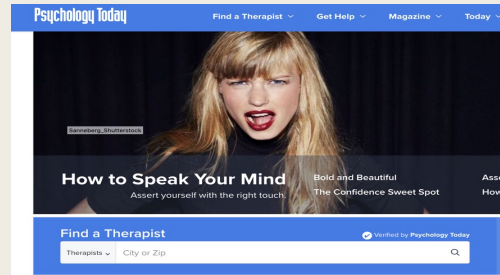 Psychology Today
Find a Therapist Get Help Magazine Today
Sanneberg_Shutterstock
How to Speak Your Mind
Assert yourself with the right touch.
Bold and Beautiful
The Confidence Sweet Spot
Find a Therapist
Verified by Psychology Today
Therapists City or Zip